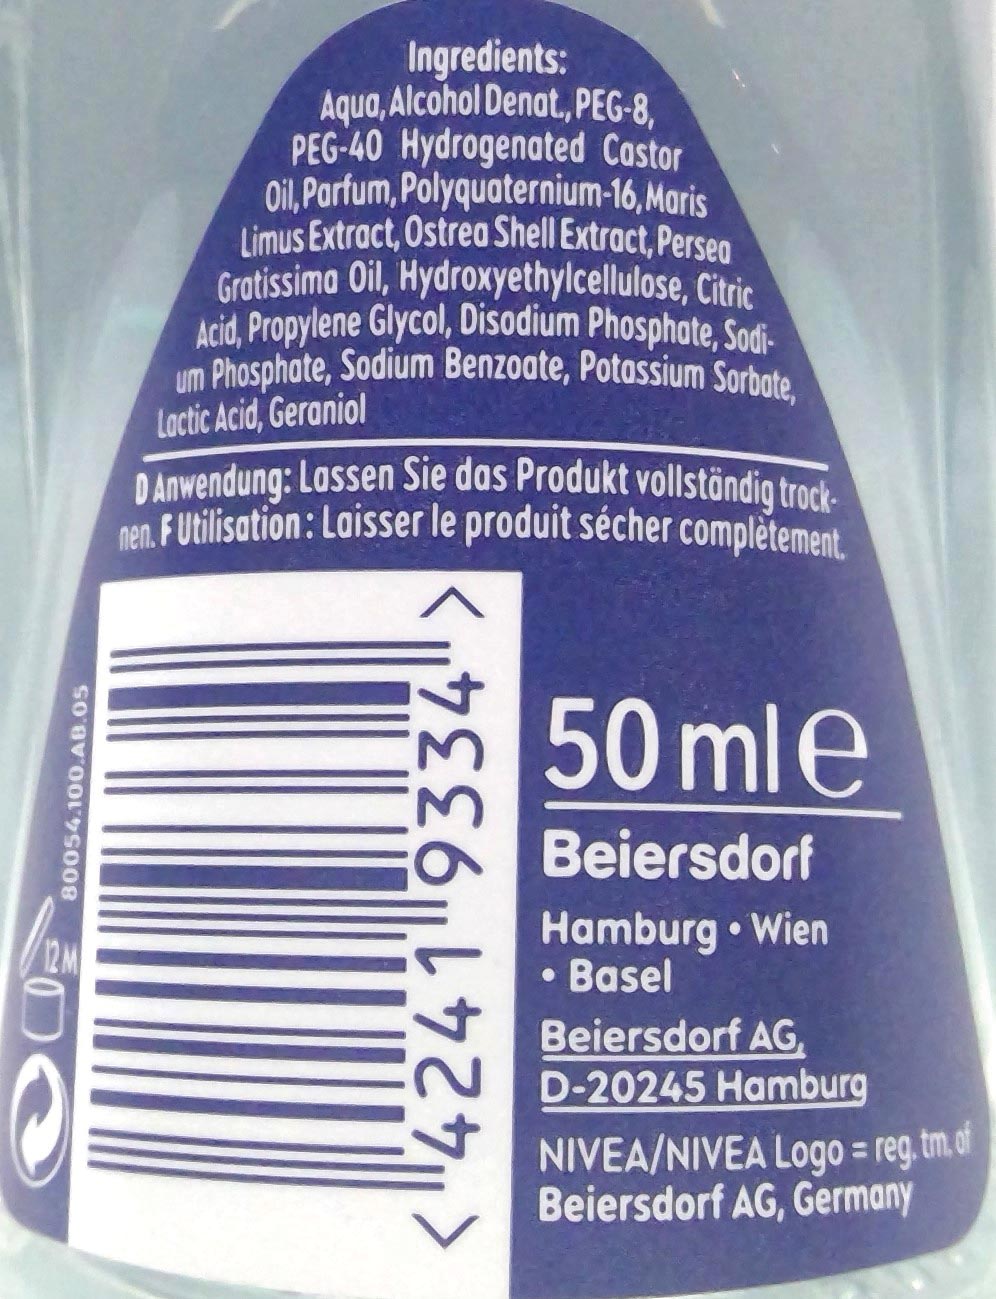 Ingredients:
Aqua, Alcohol Denat., PEG-8,
PEG-40 Hydrogenated Castor
Oil, Parfum, Polyquaternium-16, Maris
Limus Extract, Ostrea Shell Extract, Persea
Gratissima Oil, Hydroxyethylcellulose, Citric
Acid, Propylene Glycol, Disodium Phosphate, Sodi-
um Phosphate, Sodium Benzoate, Potassium Sorbate,
Lactic Acid, Geraniol
D Anwendung: Lassen Sie das Produkt vollständig trock-
nen. F Utilisation : Laisser le produit sécher complètement.
80054.100.AB.05
12M
< 4241 9334 >
50 ml e
Beiersdorf
Hamburg • Wien
• Basel
Beiersdorf AG,
D-20245 Hamburg
NIVEA/NIVEA Logo = reg. tm. of
Beiersdorf AG, Germany